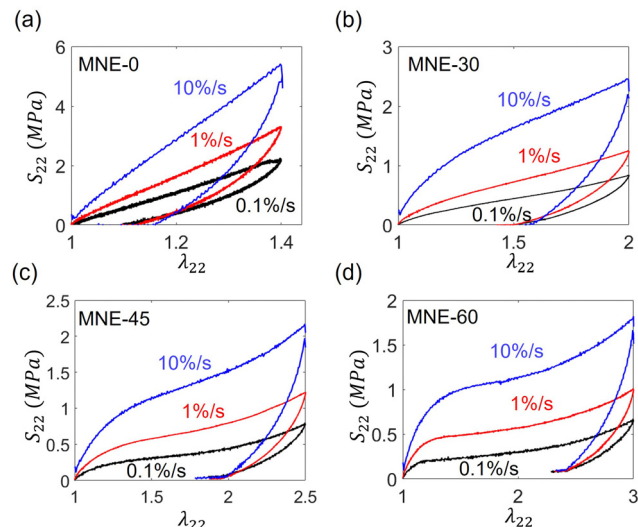 (a)
MNE-0
10%/s
1%/s
0.1%/s
S₂₂ (MPa)
6
4
2
0
1
1.2
1.4
λ₂₂
(b)
MNE-30
10%/s
1%/s
0.1%/s
S₂₂ (MPa)
3
2
1
0
1
1.5
2
λ₂₂
(c)
MNE-45
10%/s
1%/s
0.1%/s
S₂₂ (MPa)
2.5
2
1.5
1
0.5
0
1
1.5
2
2.5
λ₂₂
(d)
MNE-60
10%/s
1%/s
0.1%/s
S₂₂ (MPa)
2
1.5
1
0.5
0
1
2
3
λ₂₂